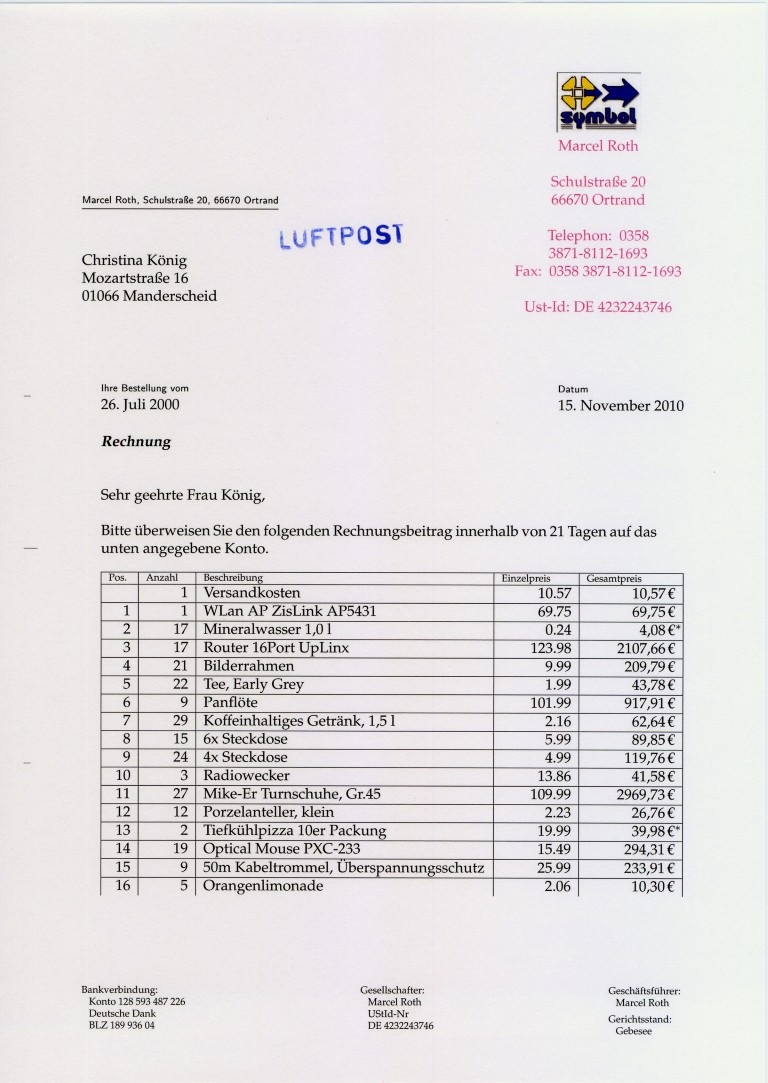 symbol
Marcel Roth
Schulstraße 20
66670 Ortrand
Telephon: 0358
3871-8112-1693
Fax: 0358 3871-8112-1693
Ust-Id: DE 4232243746
Marcel Roth, Schulstraße 20, 66670 Ortrand
LUFTPOST
Christina König
Mozartstraße 16
01066 Manderscheid
Ihre Bestellung vom Datum
26. Juli 2000 15. November 2010
Rechnung
Sehr geehrte Frau König,
Bitte überweisen Sie den folgenden Rechnungsbeitrag innerhalb von 21 Tagen auf das
unten angegebene Konto.
Pos. Anzahl Beschreibung Einzelpreis Gesamtpreis
1 Versandkosten 10.57 10,57 €
1 1 WLan AP ZisLink AP5431 69.75 69,75 €
2 17 Mineralwasser 1,0 l 0.24 4,08 €*
3 17 Router 16Port UpLinx 123.98 2107,66 €
4 21 Bilderrahmen 9.99 209,79 €
5 22 Tee, Early Grey 1.99 43,78 €
6 9 Panflöte 101.99 917,91 €
7 29 Koffeinhaltiges Getränk, 1,5 l 2.16 62,64 €
8 15 6x Steckdose 5.99 89,85 €
9 24 4x Steckdose 4.99 119,76 €
10 3 Radiowecker 13.86 41,58 €
11 27 Mike-Er Turnschuhe, Gr.45 109.99 2969,73 €
12 12 Porzelanteller, klein 2.23 26,76 €
13 2 Tiefkühlpizza 10er Packung 19.99 39,98 €*
14 19 Optical Mouse PXC-233 15.49 294,31 €
15 9 50m Kabeltrommel, Überspannungsschutz 25.99 233,91 €
16 5 Orangenlimonade 2.06 10,30 €
Bankverbindung:
Konto 128 593 487 226
Deutsche Dank
BLZ 189 936 04
Gesellschafter:
Marcel Roth
UStId-Nr
DE 4232243746
Geschäftsführer:
Marcel Roth
Gerichtsstand:
Gebesee